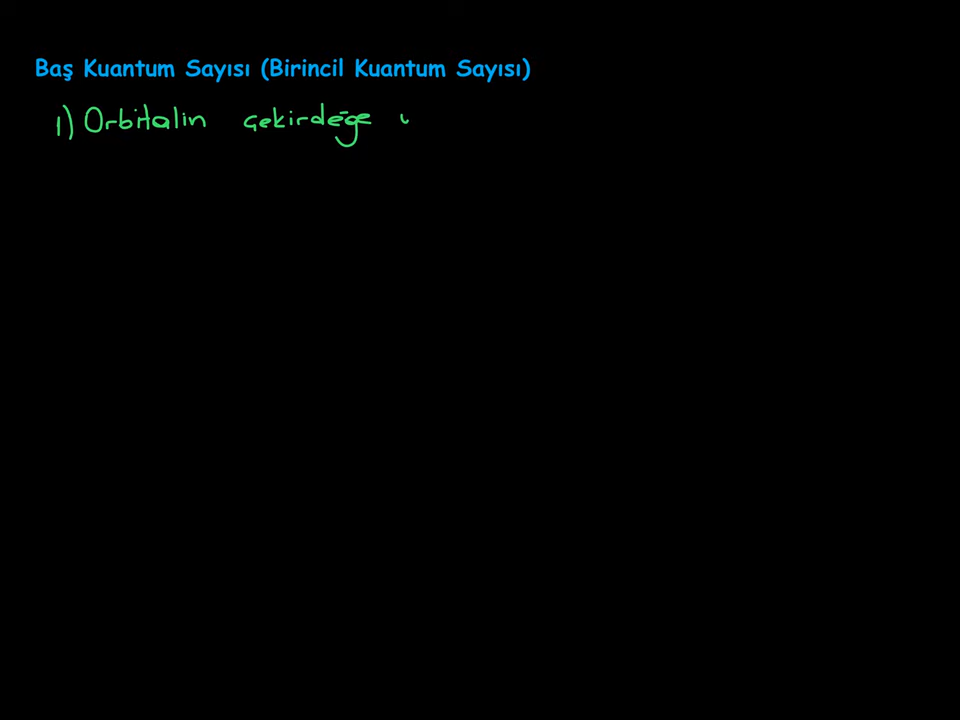 Baş Kuantum Sayısı (Birincil Kuantum Sayısı)
1) Orbitalin çekirdeğe